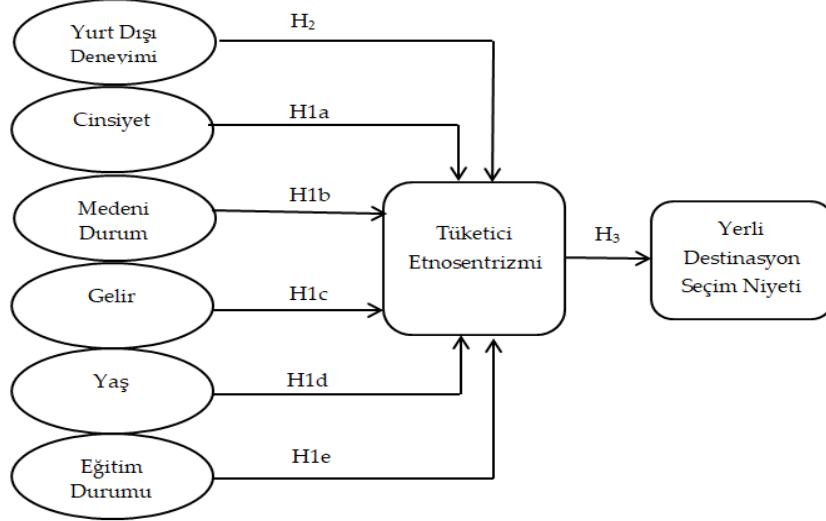 Yurt Dışı
Deneyimi
H₂
Cinsiyet
H1a
Medeni
Durum
H1b
Gelir
H1c
Yaş
H1d
Eğitim
Durumu
H1e
Tüketici
Etnosentrizmi
H₃
Yerli
Destinasyon
Seçim Niyeti